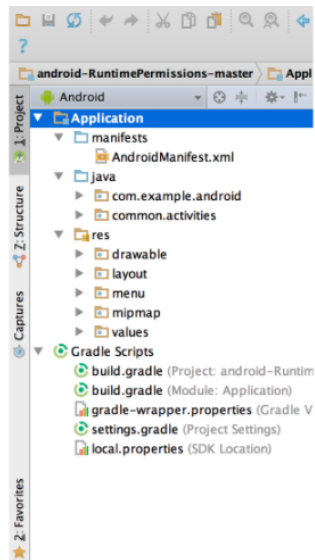 ?
android-RuntimePermissions-master Appl
Android
Application
manifests
AndroidManifest.xml
java
com.example.android
common.activities
res
drawable
layout
menu
mipmap
values
Gradle Scripts
build.gradle (Project: android-Runtim
build.gradle (Module: Application)
gradle-wrapper.properties (Gradle V
settings.gradle (Project Settings)
local.properties (SDK Location)
1: Project
Z: Structure
Captures
2: Favorites